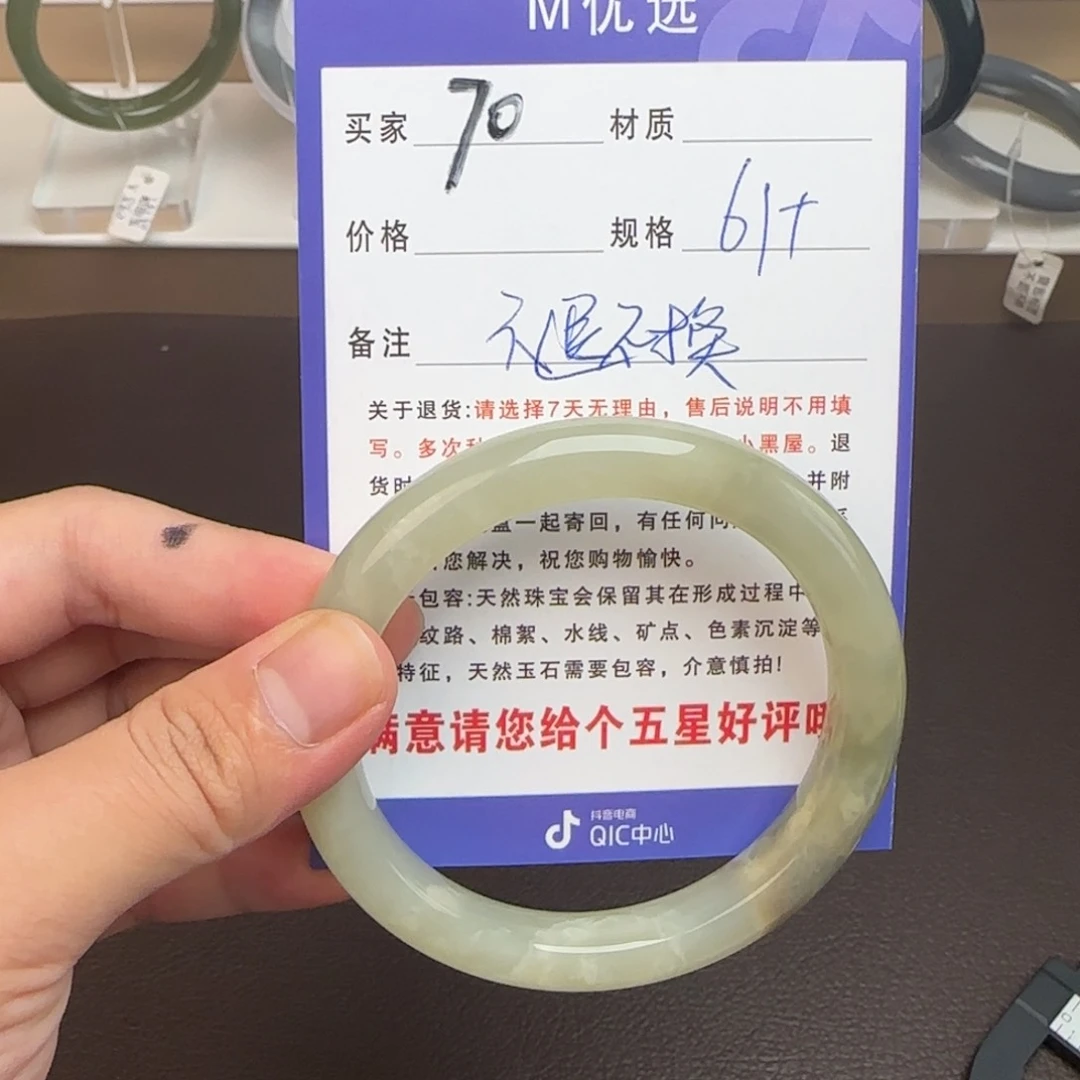 M优选
买家 70 材质
价格 规格 61+
备注 不退不换
关于退货:请选择7天无理由，售后说明不用填
写。多次 小黑屋。退
货时 并附
盒一起寄回，有任何问
您解决，祝您购物愉快。
包容:天然珠宝会保留其在形成过程中
纹路、棉絮、水线、矿点、色素沉淀等
特征，天然玉石需要包容，介意慎拍!
满意请您给个五星好评
抖音电商
QIC中心